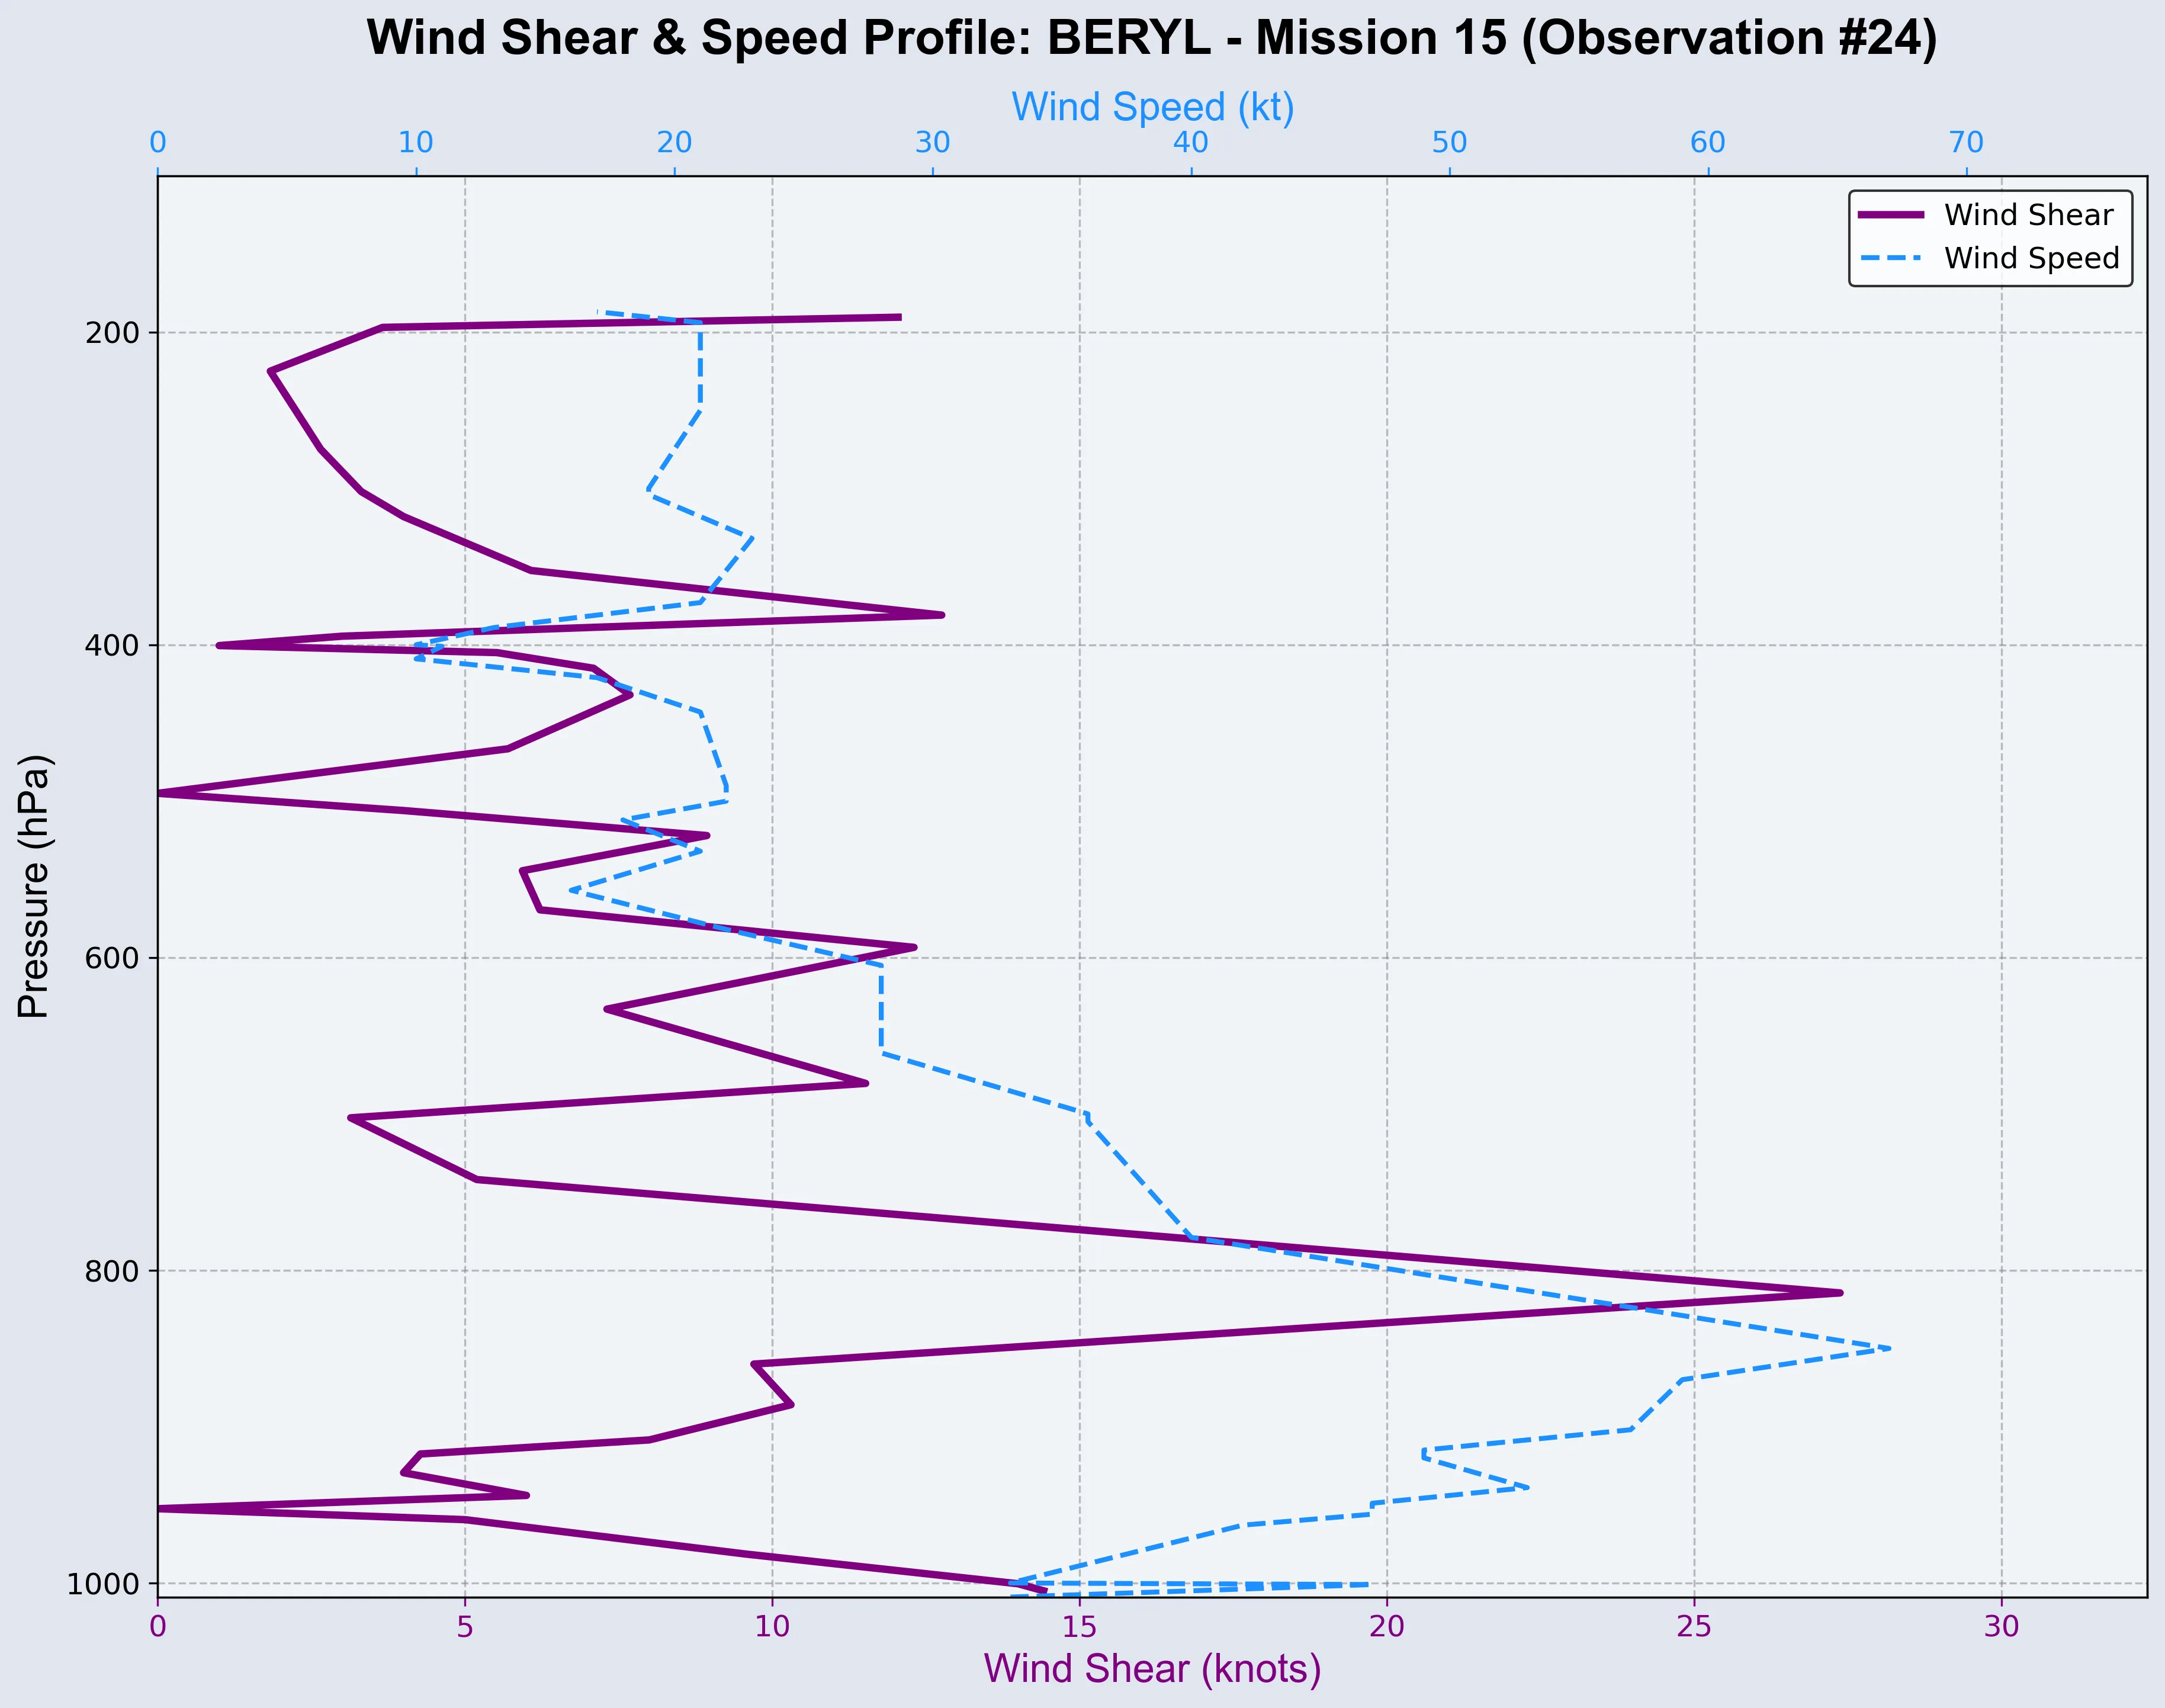 Wind Shear & Speed Profile: BERYL - Mission 15 (Observation #24)
Wind Speed (kt)
0 10 20 30 40 50 60 70
Wind Shear
Wind Speed
200
400
600
800
1000
Pressure (hPa)
0 5 10 15 20 25 30
Wind Shear (knots)